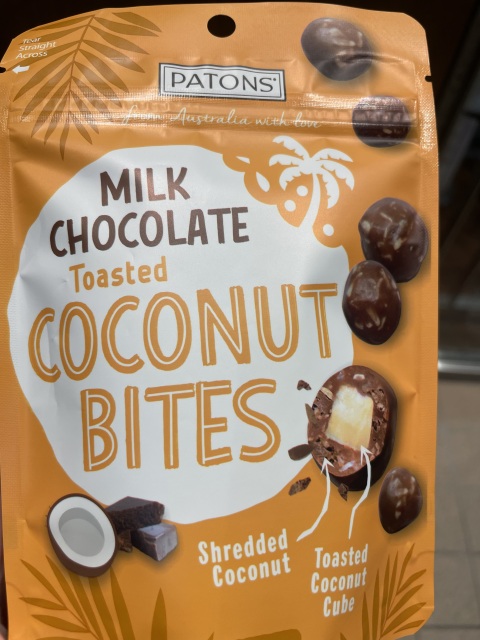 Tear
Straight
Across
PATONS®
from Australia with love
MILK
CHOCOLATE
Toasted
COCONUT
BITES
Shredded
Coconut
Toasted
Coconut
Cube